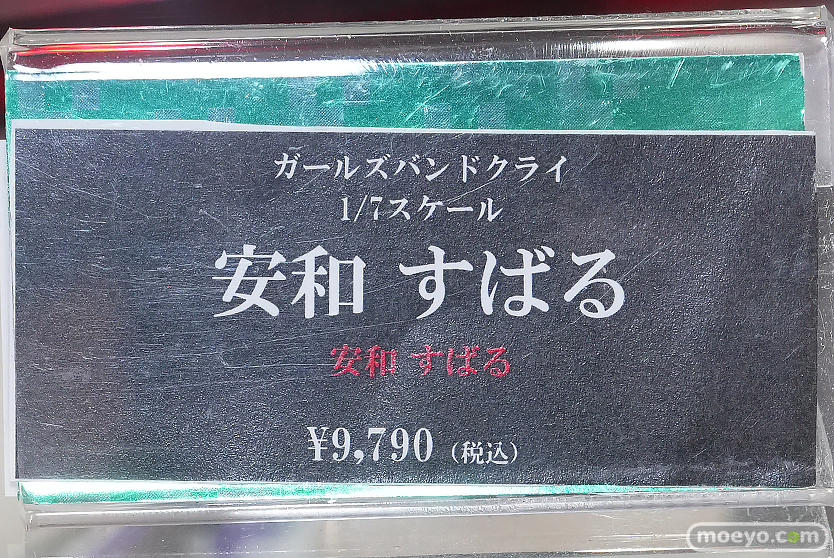 ガールズバンドクライ
1/7スケール
安和 すばる
安和 すばる
¥9,790（税込）
moeyo.com